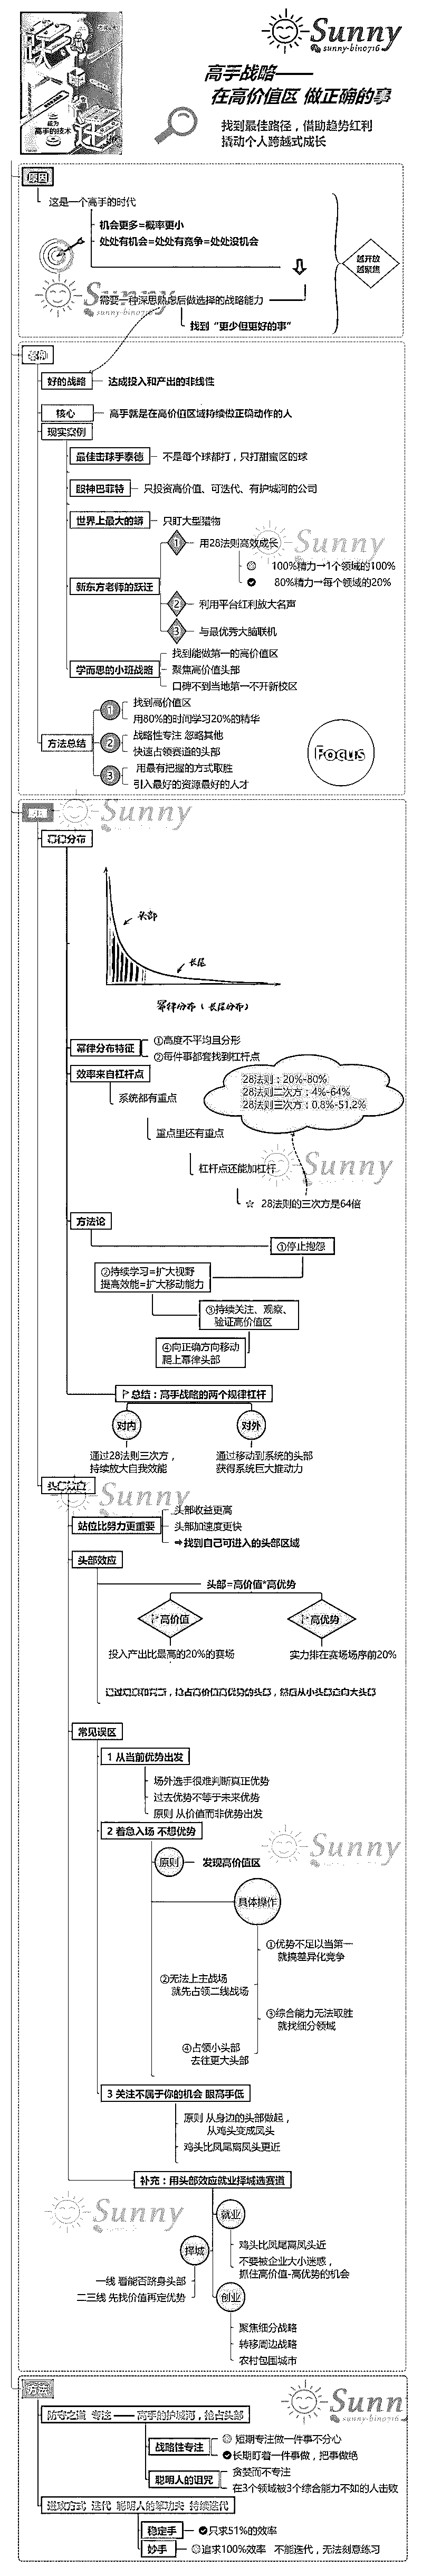 Sunny
sunny-bin0716
高手战略——
在高价值区 做正确的事
找到最佳路径，借助趋势红利
撬动个人跨越式成长
高手的技术
原因
这是一个高手的时代
机会更多=概率更小
处处有机会=处处有竞争=处处没机会
越开放
越聚焦
Sunny
需要一种深思熟虑后做选择的战略能力
找到“更少但更好的事”
案例
好的战略
达成投入和产出的非线性
核心
高手就是在高价值区域持续做正确动作的人
现实案例
最佳击球手泰德
不是每个球都打，只打甜蜜区的球
股神巴菲特
只投资高价值、可迭代、有护城河的公司
世界上最大的蟒
只盯大型猎物
新东方老师的跃迁
1
用28法则高效成长
Sunny
100%精力→1个领域的100%
80%精力→每个领域的20%
2
利用平台红利放大名声
3
与最优秀大脑联机
学而思的小班战略
找到能做第一的高价值区
聚焦高价值头部
口碑不到当地第一不开新校区
方法总结
1
找到高价值区
用80%的时间学习20%的精华
2
战略性专注 忽略其他
快速占领赛道的头部
3
用最有把握的方式取胜
引入最好的资源最好的人才
Focus
Sunny
幂律分布
头部
长尾
幂律分布（长尾分布）
幂律分布特征
①高度不平均且分形
②每件事都套找到杠杆点
效率来自杠杆点
28法则：20%-80%
28法则二次方：4%-64%
28法则三次方：0.8%-51.2%
系统都有重点
重点里还有重点
杠杆点还能加杠杆
Sunny
☆ 28法则的三次方是64倍
方法论
①停止抱怨
②持续学习=扩大视野
提高效能=扩大移动能力
③持续关注、观察、
验证高价值区
④向正确方向移动
爬上幂律头部
总结：高手战略的两个规律杠杆
对内
对外
通过28法则三次方，
持续放大自我效能
通过移动到系统的头部
获得系统巨大推动力
头部效应
Sunny
站位比努力更重要
头部收益更高
头部加速度更快
➡找到自己可进入的头部区域
头部效应
头部=高价值*高优势
高价值
高优势
投入产出比最高的20%的赛场
实力排在赛场场序前20%
常见误区
1 从当前优势出发
场外选手很难判断真正优势
过去优势不等于未来优势
原则 从价值而非优势出发
2 着急入场 不想优势
Sunny
原则
发现高价值区
具体操作
①优势不足以当第一
就搞差异化竞争
②无法上主战场
就先占领二线战场
③综合能力无法取胜
就找细分领域
④占领小头部
去往更大头部
3 关注不属于你的机会 眼高手低
原则 从身边的头部做起，
从鸡头变成凤头
鸡头比凤尾离凤头更近
补充：用头部效应就业择城选赛道
Sunny
就业
鸡头比凤尾离凤头近
不要被企业大小迷惑，
抓住高价值-高优势的机会
择城
一线 看能否跻身头部
二三线 先找价值再定优势
创业
聚焦细分战略
转移周边战略
农村包围城市
方法
Sunn
sunny-bin0716
防守之道 专注 —— 高手的护城河，抢占头部
战略性专注
短期专注做一件事不分心
长期盯着一件事做，把事做绝
聪明人的诅咒
贪婪而不专注
在3个领域被3个综合能力不如的人击败
进攻方式 迭代 聪明人的笨功夫 持续迭代
稳定手
只求51%的效率
妙手
追求100%效率 不能迭代，无法刻意练习